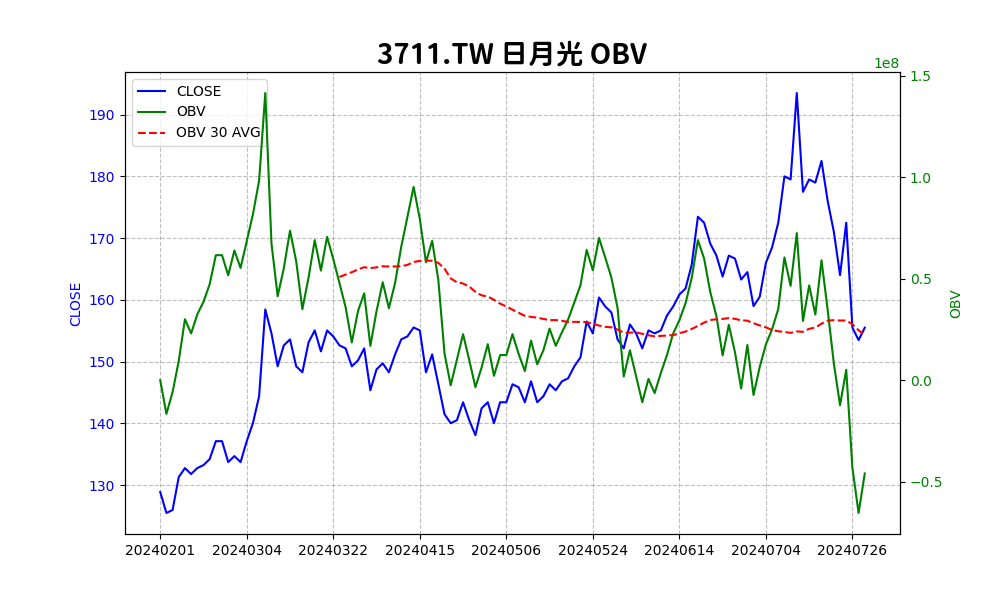 3711.TW 日月光 OBV
1e8
CLOSE
OBV
OBV 30 AVG
CLOSE
190
180
170
160
150
140
130
1.5
1.0
0.5
0.0
−0.5
OBV
20240201 20240304 20240322 20240415 20240506 20240524 20240614 20240704 20240726